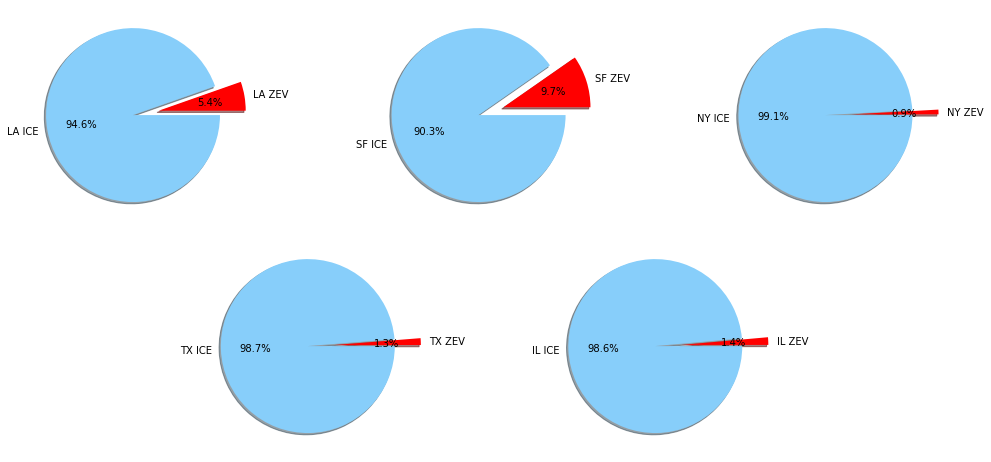 LA ZEV
5.4%
94.6%
LA ICE
SF ZEV
9.7%
90.3%
SF ICE
NY ZEV
0.9%
99.1%
NY ICE
TX ZEV
1.3%
98.7%
TX ICE
IL ZEV
1.4%
98.6%
IL ICE